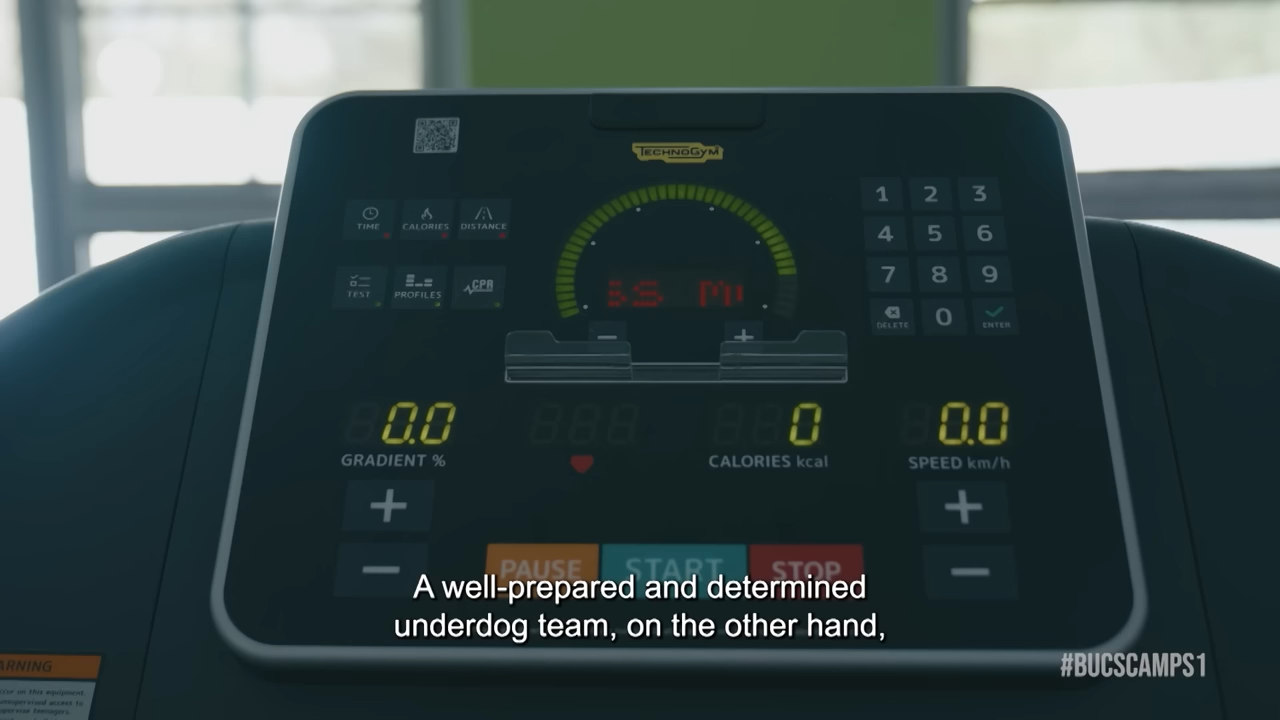 TECHNOGYM
TIME
CALORIES
DISTANCE
1 2 3
4 5 6
TEST
PROFILES
CPR
7 8 9
DELETE
0
ENTER
−
+
0.0
0
0.0
GRADIENT %
CALORIES kcal
SPEED km/h
+
+
−
−
PAUSE
START
STOP
A well-prepared and determined
underdog team, on the other hand,
#BUCSCAMPS1
ARNING